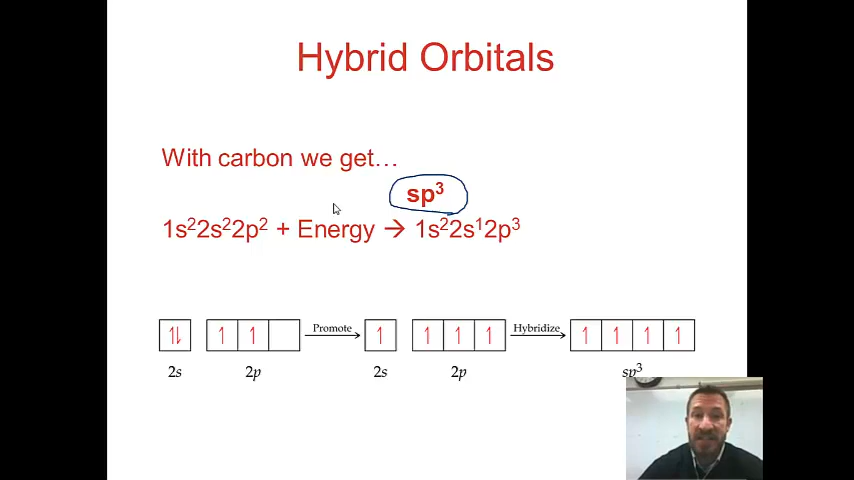 Hybrid Orbitals
With carbon we get…
sp³
1s²2s²2p² + Energy → 1s²2s¹2p³
Promote
Hybridize
2s 2p 2s 2p sp³